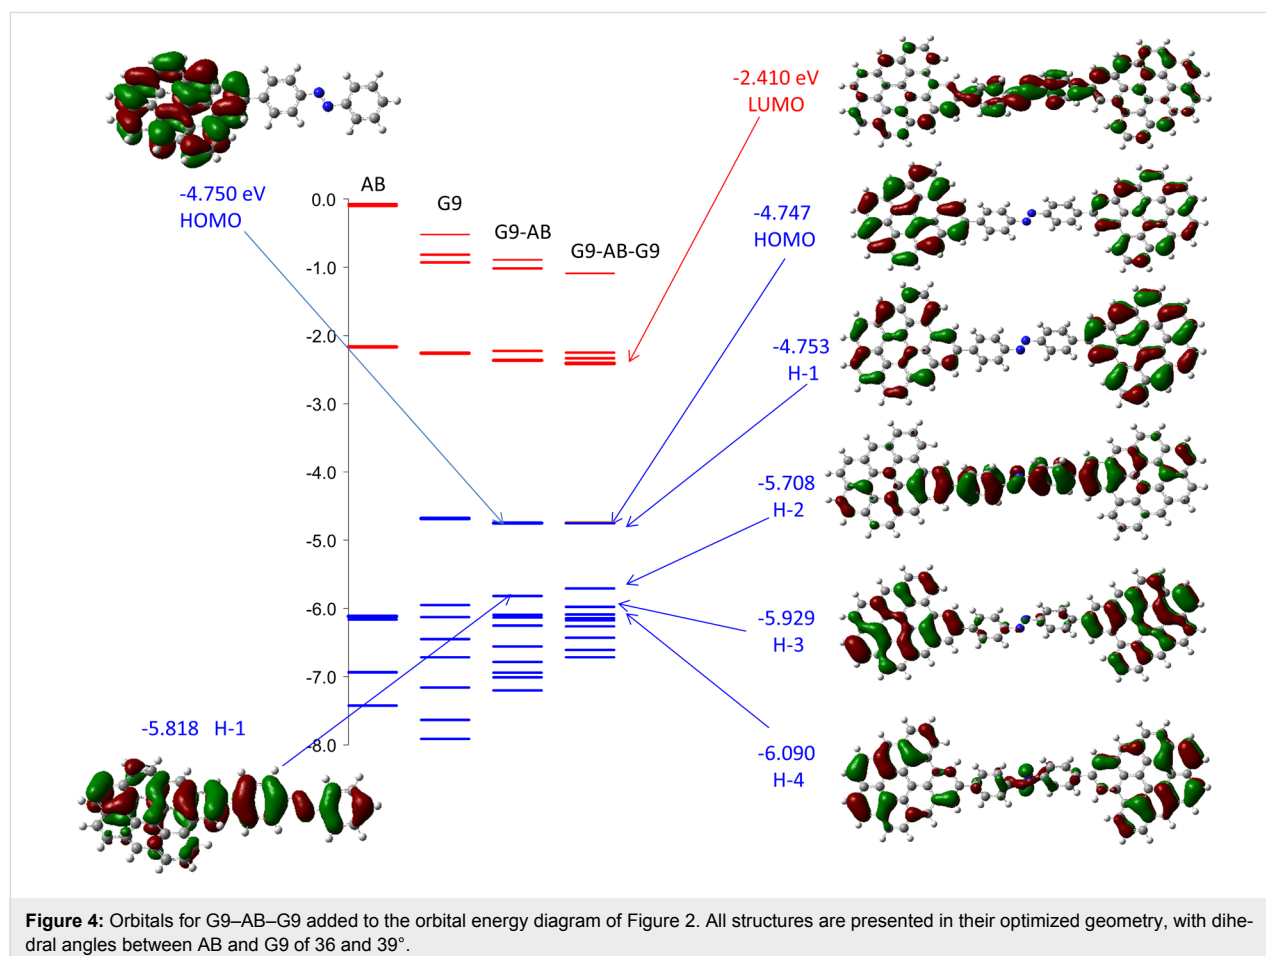 -4.750 eV
HOMO
AB
G9
G9-AB
G9-AB-G9
0.0
-1.0
-2.0
-3.0
-4.0
-5.0
-6.0
-7.0
-8.0
-5.818 H-1
-2.410 eV
LUMO
-4.747
HOMO
-4.753
H-1
-5.708
H-2
-5.929
H-3
-6.090
H-4
Figure 4: Orbitals for G9–AB–G9 added to the orbital energy diagram of Figure 2. All structures are presented in their optimized geometry, with dihe-
dral angles between AB and G9 of 36 and 39°.